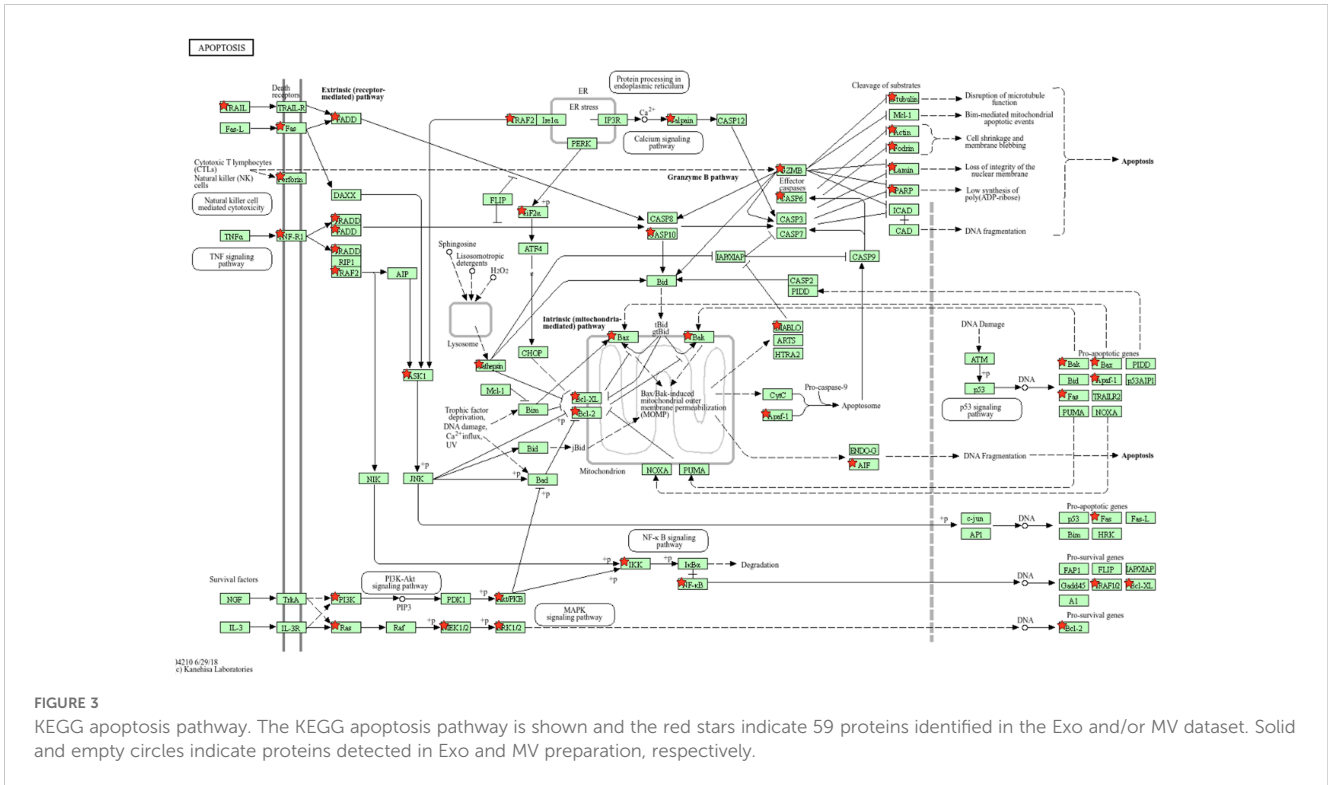 APOPTOSIS
Protein processing in
endoplasmic reticulum
ER
ER stress
Ca2+
Calcium signaling
pathway
Death
receptors
Extrinsic (receptor-
mediated) pathway
TRAIL
TRAIL-R
FADD
Fas-L
Fas
TRAF2
Ire1α
IP3R
Calpain
CASP12
PERK
Cleavage of substrates
Tubulin
Disruption of microtubule
function
Mcl-1
Bim-mediated mitochondrial
apoptotic events
Actin
Cell shrinkage and
membrane blebbing
Fodrin
Lamin
Loss of integrity of the
nuclear membrane
PARP
Low synthesis of
poly(ADP-ribose)
ICAD
CAD
DNA fragmentation
Apoptosis
Cytotoxic T lymphocytes
(CTLs)
Natural killer (NK)
cells
Perforin
Natural killer cell
mediated cytotoxicity
DAXX
FLIP
Granzyme B pathway
GZMB
Effector
caspases
CASP6
CASP3
CASP7
+p
eIF2α
CASP8
CASP10
TNFα
TNF-R1
TRADD
FADD
TRADD
RIP1
TRAF2
AIP
TNF signaling
pathway
ATF4
Sphingosine
Lisosomotropic
detergents
H2O2
IAP/XIAP
CASP9
Bid
CASP2
PIDD
Lysosome
Cathepsin
CHOP
Intrinsic (mitochondria-
mediated) pathway
tBid
gtBid
Bax
Bak
DIABLO
ARTS
HTRA2
DNA Damage
ATM
+p
p53
DNA
p53 signaling
pathway
Pro-apoptotic genes
Bak
Bax
PIDD
Bid
Apaf-1
p53AIP1
Fas
TRAILR2
PUMA
NOXA
ASK1
Mcl-1
Bim
+p
Bcl-XL
Bcl-2
Bax/Bak-induced
mitochondrial outer
membrane permeabilization
(MOMP)
CytC
Pro-caspase-9
Apaf-1
Apoptosome
Trophic factor
deprivation,
DNA damage,
Ca2+influx,
UV
Bid
jBid
ENDO-G
AIF
DNA Fragmentation
Apoptosis
+p
NIK
JNK
+p
Bad
+p
Mitochondrion
NOXA
PUMA
+p
c-jun
AP1
DNA
Pro-apoptotic genes
p53
Fas
Fas-L
Bim
HRK
NF-κB signaling
pathway
+p
IKK
+p
IκBα
Degradation
+p
NF-κB
DNA
Pro-survival genes
FAP1
FLIP
IAP/XIAP
Gadd45
TRAF1/2
Bcl-XL
A1
Survival factors
PI3K-Akt
signaling pathway
NGF
TrkA
PI3K
PIP3
PDK1
+p
Akt/PKB
MAPK
signaling pathway
IL-3
IL-3R
Ras
Raf
+p
MEK1/2
+p
ERK1/2
DNA
Pro-survival genes
Bcl-2
04210 6/29/18
c) Kanehisa Laboratories
FIGURE 3
KEGG apoptosis pathway. The KEGG apoptosis pathway is shown and the red stars indicate 59 proteins identified in the Exo and/or MV dataset. Solid
and empty circles indicate proteins detected in Exo and MV preparation, respectively.